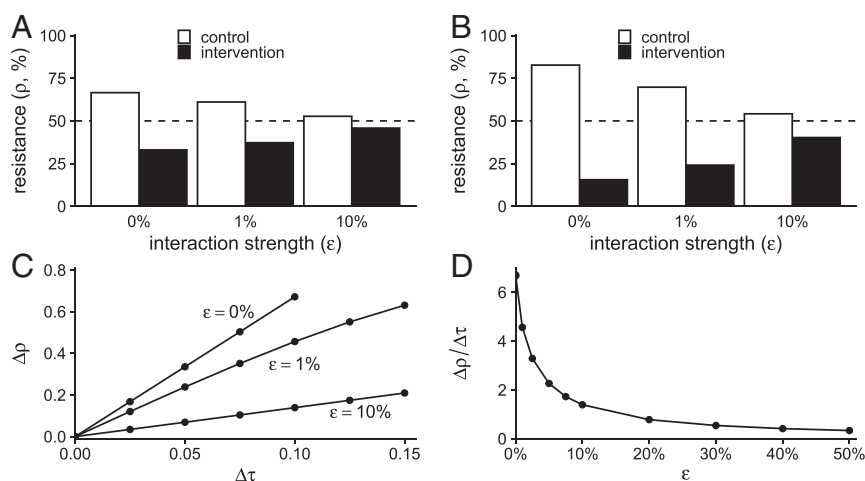 A
100
75
50
25
0
resistance (ρ, %)
control
intervention
0%
1%
10%
interaction strength (ε)
B
100
75
50
25
0
resistance (ρ, %)
control
intervention
0%
1%
10%
interaction strength (ε)
C
0.8
0.6
0.4
0.2
0.0
Δρ
ε = 0%
ε = 1%
ε = 10%
0.00
0.05
0.10
0.15
Δτ
D
6
4
2
0
Δρ/Δτ
0%
10%
20%
30%
40%
50%
ε